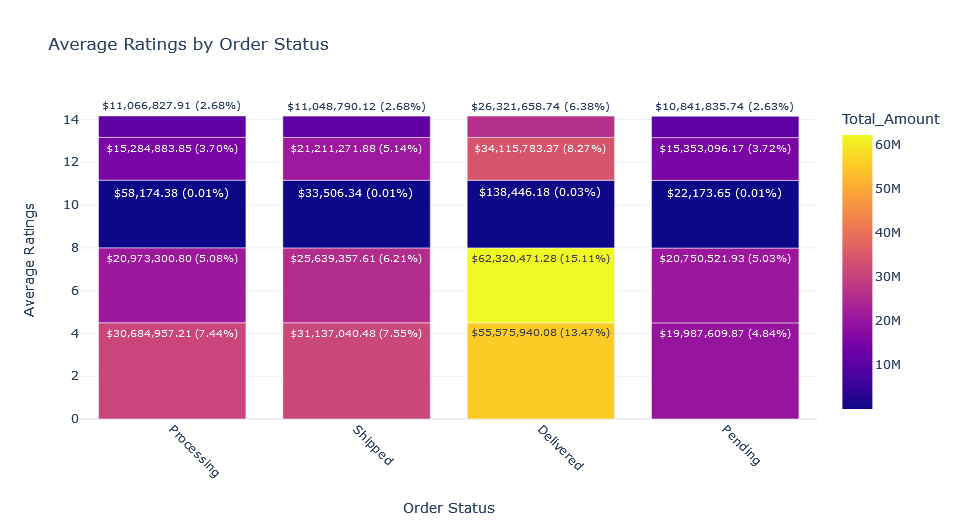 Average Ratings by Order Status
$11,066,827.91 (2.68%) $11,048,790.12 (2.68%) $26,321,658.74 (6.38%) $10,841,835.74 (2.63%)
Total_Amount
14
60M
$15,284,883.85 (3.70%) $21,211,271.88 (5.14%) $34,115,783.37 (8.27%) $15,353,096.17 (3.72%)
12
50M
$58,174.38 (0.01%) $33,506.34 (0.01%) $138,446.18 (0.03%) $22,173.65 (0.01%)
10
40M
8
$20,973,300.80 (5.08%) $25,639,357.61 (6.21%) $62,320,471.28 (15.11%) $20,750,521.93 (5.03%)
30M
6
20M
4
$30,684,957.21 (7.44%) $31,137,040.48 (7.55%) $55,575,940.08 (13.47%) $19,987,609.87 (4.84%)
10M
2
0
Average Ratings
Processing Shipped Delivered Pending
Order Status